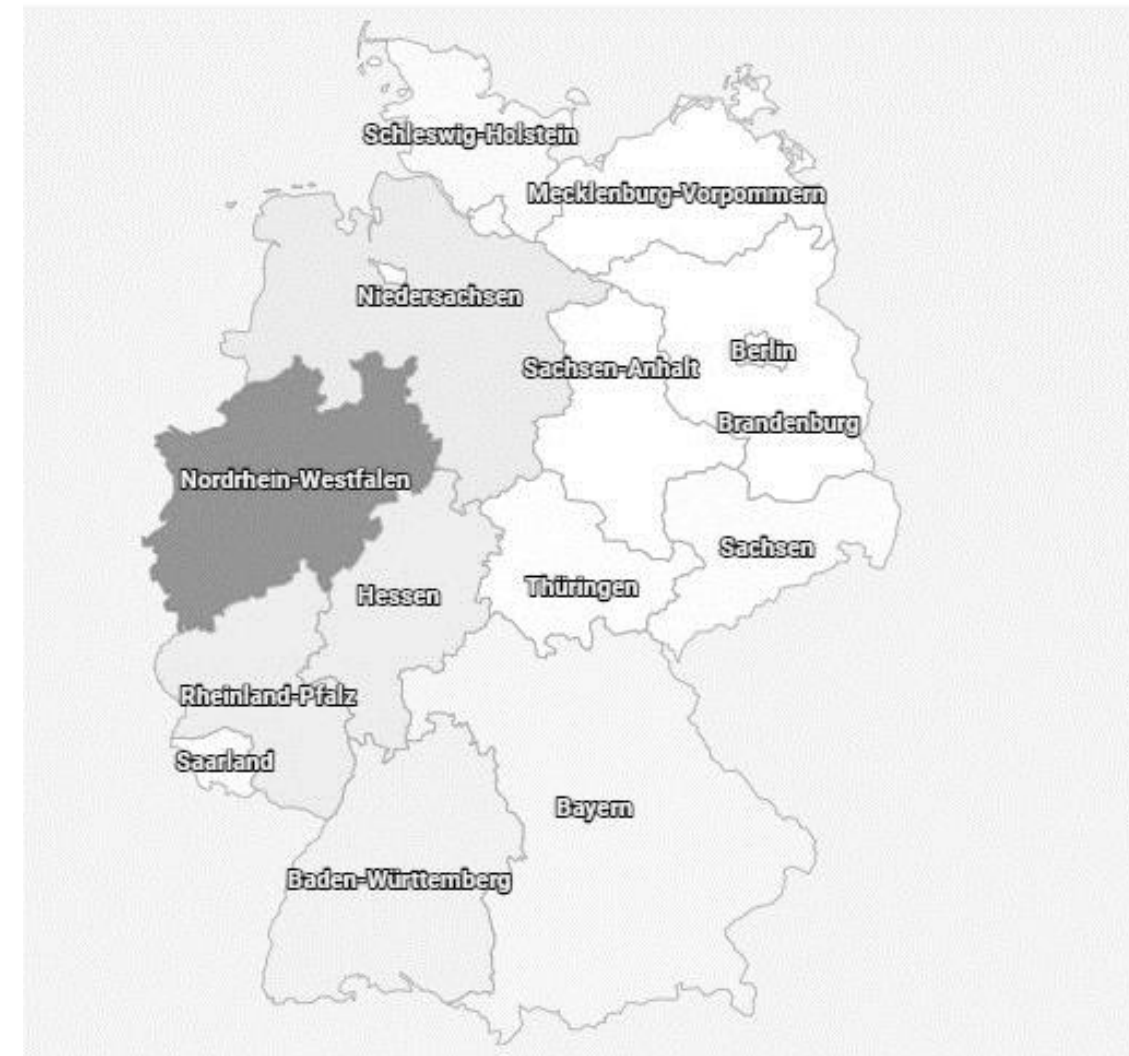 Schleswig-Holstein
Mecklenburg-Vorpommern
Niedersachsen
Berlin
Sachsen-Anhalt
Brandenburg
Nordrhein-Westfalen
Sachsen
Thüringen
Hessen
Rheinland-Pfalz
Saarland
Bayern
Baden-Württemberg